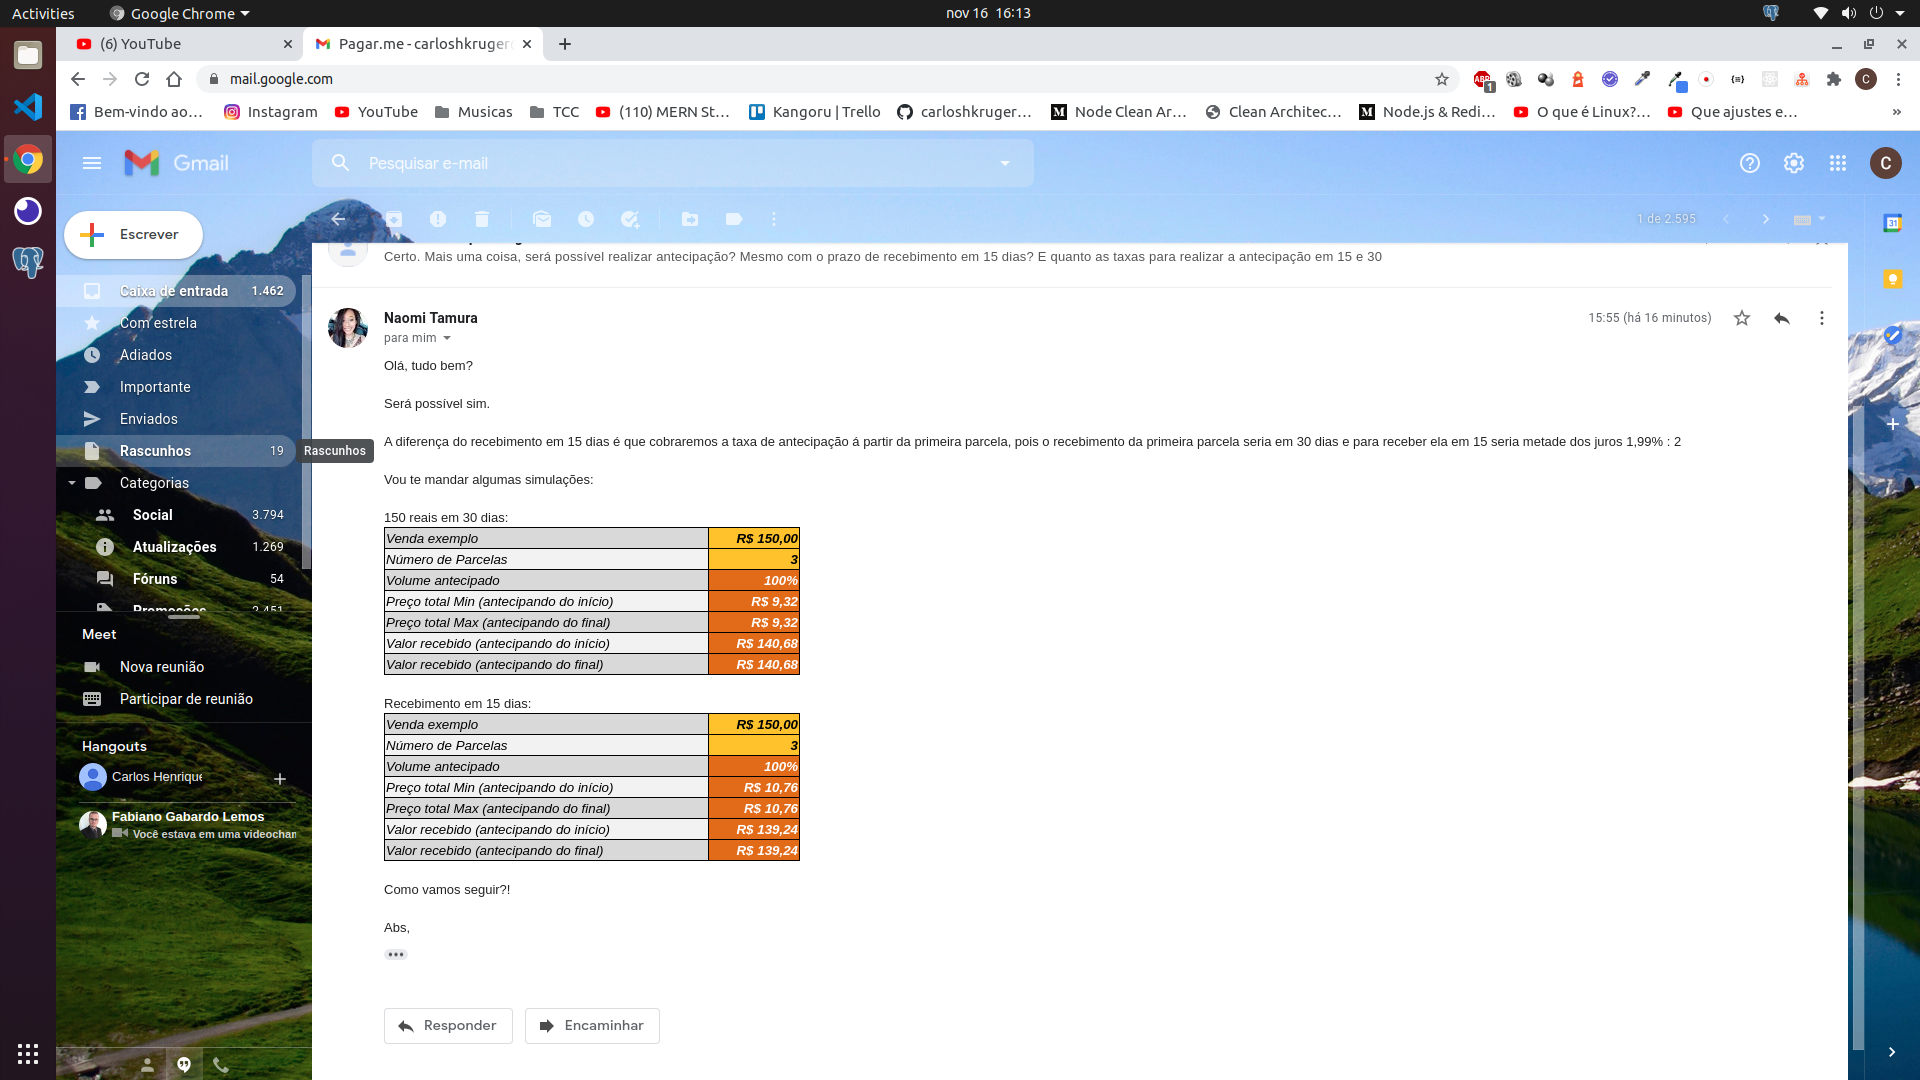 Activities
Google Chrome
nov 16 16:13
(6) YouTube
Pagar.me - carloshkruger
mail.google.com
ABP
1
C
Bem-vindo ao…
Instagram
YouTube
Musicas
TCC
(110) MERN St…
Kangoru | Trello
carloshkruger…
Node Clean Ar…
Clean Architec…
Node.js & Redi…
O que é Linux?…
Que ajustes e…
»
Gmail
Pesquisar e-mail
C
Escrever
1 de 2.595
31
Caixa de entrada 1.462
Com estrela
Adiados
Importante
Enviados
Rascunhos 19
Rascunhos
Categorias
Social 3.794
Atualizações 1.269
Fóruns 54
Promoções 2.451
Meet
Nova reunião
Participar de reunião
Hangouts
Carlos Henrique
Fabiano Gabardo Lemos
Você estava em uma videocham
Certo. Mais uma coisa, será possível realizar antecipação? Mesmo com o prazo de recebimento em 15 dias? E quanto as taxas para realizar a antecipação em 15 e 30
Naomi Tamura
15:55 (há 16 minutos)
para mim
Olá, tudo bem?
Será possível sim.
A diferença do recebimento em 15 dias é que cobraremos a taxa de antecipação á partir da primeira parcela, pois o recebimento da primeira parcela seria em 30 dias e para receber ela em 15 seria metade dos juros 1,99% : 2
Vou te mandar algumas simulações:
150 reais em 30 dias:
Venda exemplo R$ 150,00
Número de Parcelas 3
Volume antecipado 100%
Preço total Min (antecipando do início) R$ 9,32
Preço total Max (antecipando do final) R$ 9,32
Valor recebido (antecipando do início) R$ 140,68
Valor recebido (antecipando do final) R$ 140,68
Recebimento em 15 dias:
Venda exemplo R$ 150,00
Número de Parcelas 3
Volume antecipado 100%
Preço total Min (antecipando do início) R$ 10,76
Preço total Max (antecipando do final) R$ 10,76
Valor recebido (antecipando do início) R$ 139,24
Valor recebido (antecipando do final) R$ 139,24
Como vamos seguir?!
Abs,
Responder
Encaminhar